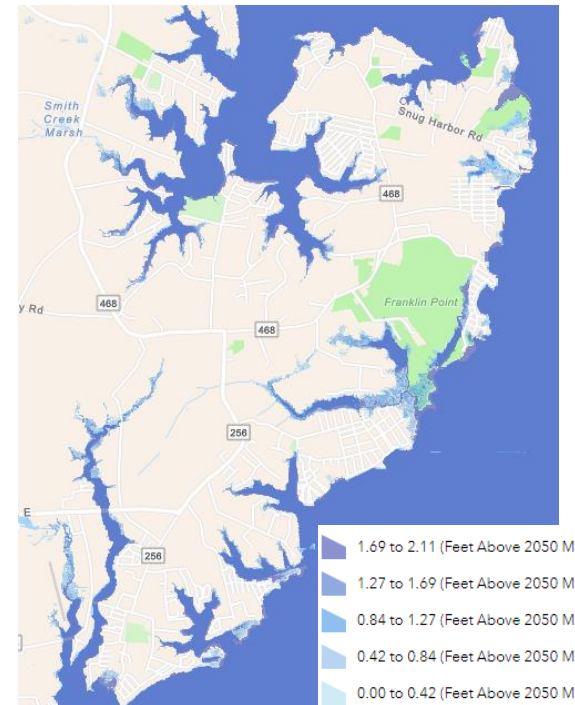 Smith
Creek
Marsh
Snug Harbor Rd
468
Franklin Point
468
y Rd
468
256
E
256
1.69 to 2.11 (Feet Above 2050 M
1.27 to 1.69 (Feet Above 2050 M
0.84 to 1.27 (Feet Above 2050 M
0.42 to 0.84 (Feet Above 2050 M
0.00 to 0.42 (Feet Above 2050 M